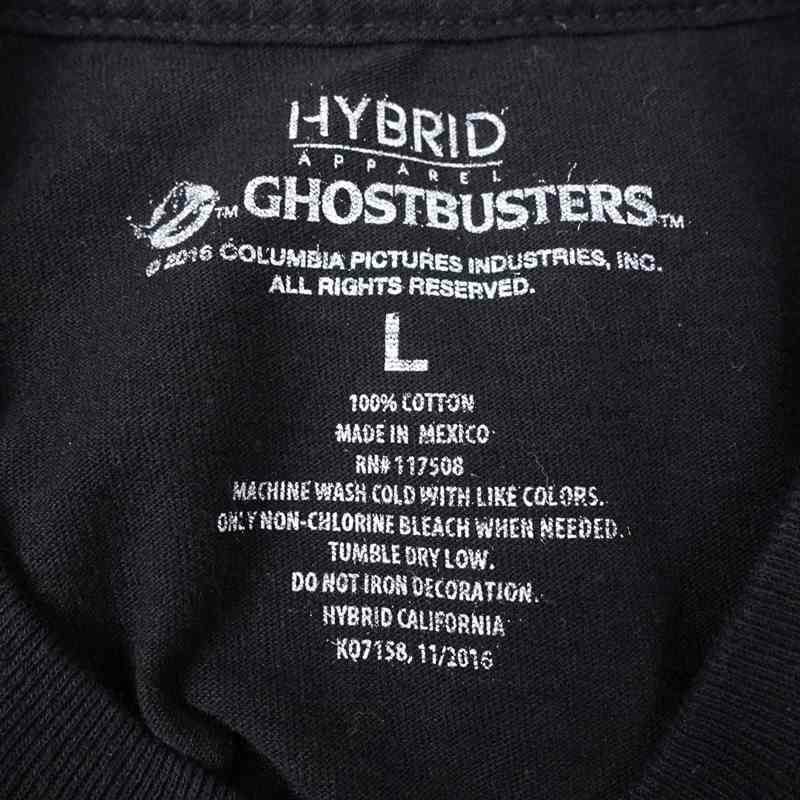 HYBRID
APPAREL
™ GHOSTBUSTERS™
© 2016 COLUMBIA PICTURES INDUSTRIES, INC.
ALL RIGHTS RESERVED.
L
100% COTTON
MADE IN MEXICO
RN# 117508
MACHINE WASH COLD WITH LIKE COLORS.
ONLY NON-CHLORINE BLEACH WHEN NEEDED.
TUMBLE DRY LOW.
DO NOT IRON DECORATION.
HYBRID CALIFORNIA
KQ7158, 11/2016